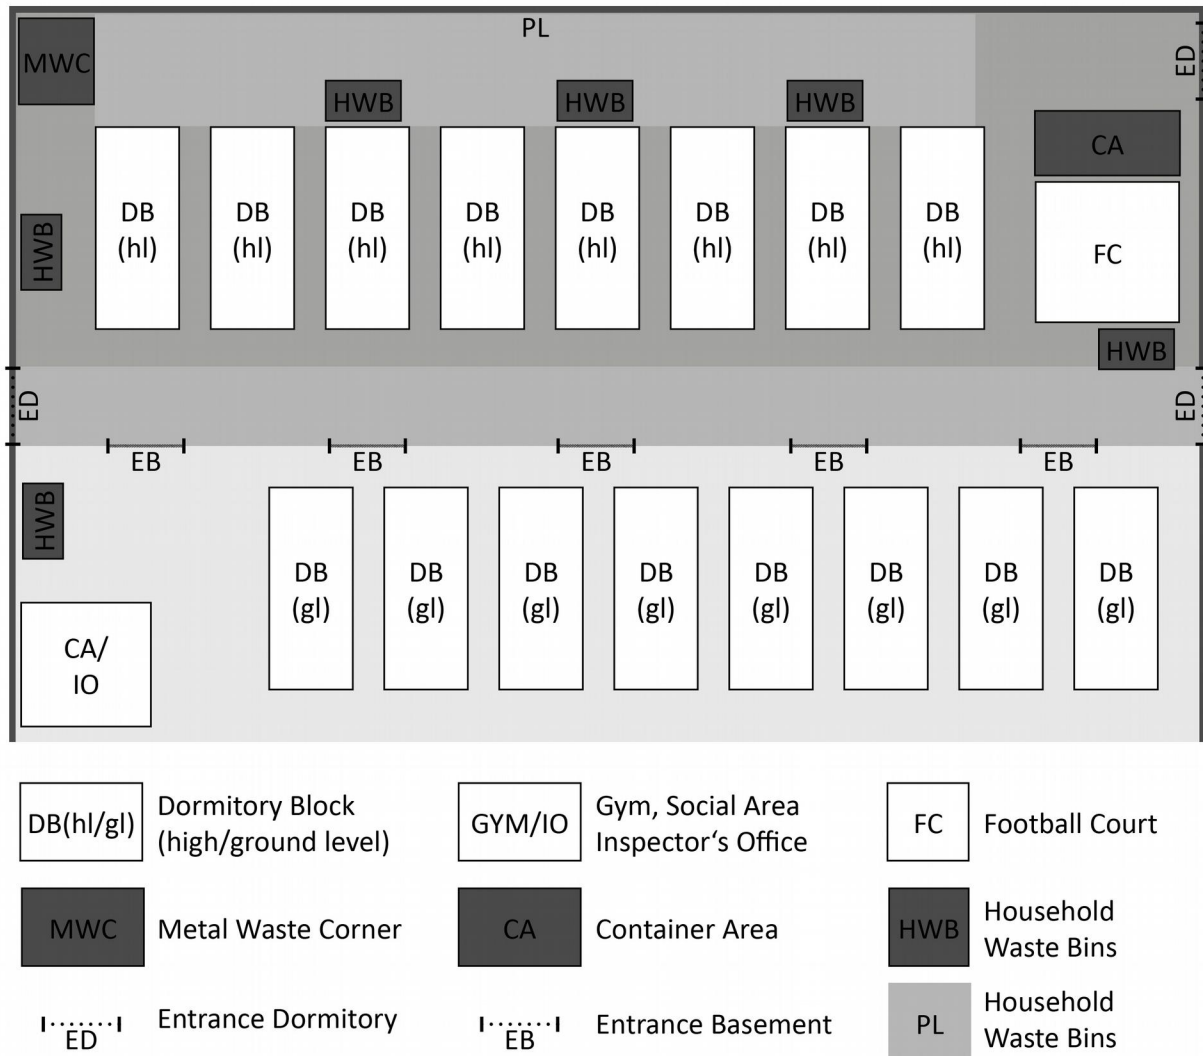 PL
MWC
ED
HWB HWB HWB
CA
DB DB DB DB DB DB DB DB
(hl) (hl) (hl) (hl) (hl) (hl) (hl) (hl)
HWB
FC
HWB
ED
ED
EB EB EB EB EB
HWB
DB DB DB DB DB DB DB DB
(gl) (gl) (gl) (gl) (gl) (gl) (gl) (gl)
CA/
IO
DB(hl/gl)
Dormitory Block
(high/ground level)
GYM/IO
Gym, Social Area
Inspector‘s Office
FC
Football Court
MWC
Metal Waste Corner
CA
Container Area
HWB
Household
Waste Bins
ED
Entrance Dormitory
EB
Entrance Basement
PL
Household
Waste Bins